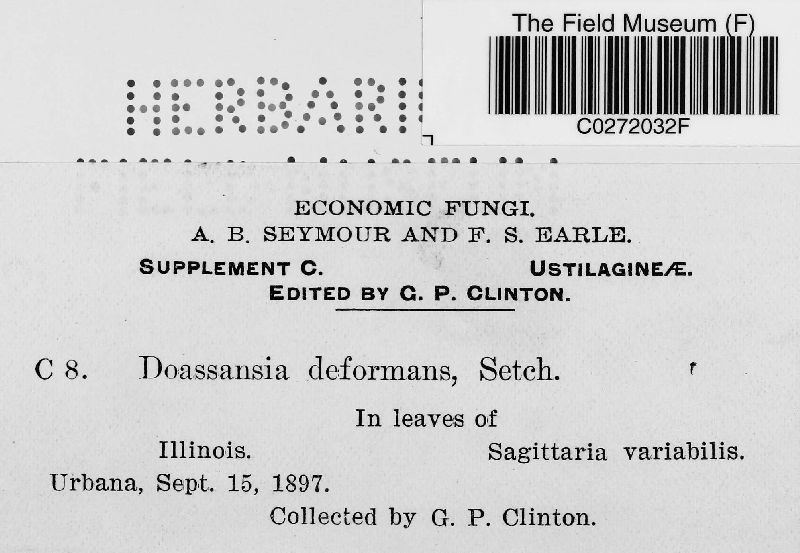 The Field Museum (F)
C0272032F
HERBARIU
ECONOMIC FUNGI.
A. B. SEYMOUR AND F. S. EARLE.
SUPPLEMENT C. USTILAGINEÆ.
EDITED BY G. P. CLINTON.
C 8. Doassansia deformans, Setch.
In leaves of
Illinois. Sagittaria variabilis.
Urbana, Sept. 15, 1897.
Collected by G. P. Clinton.